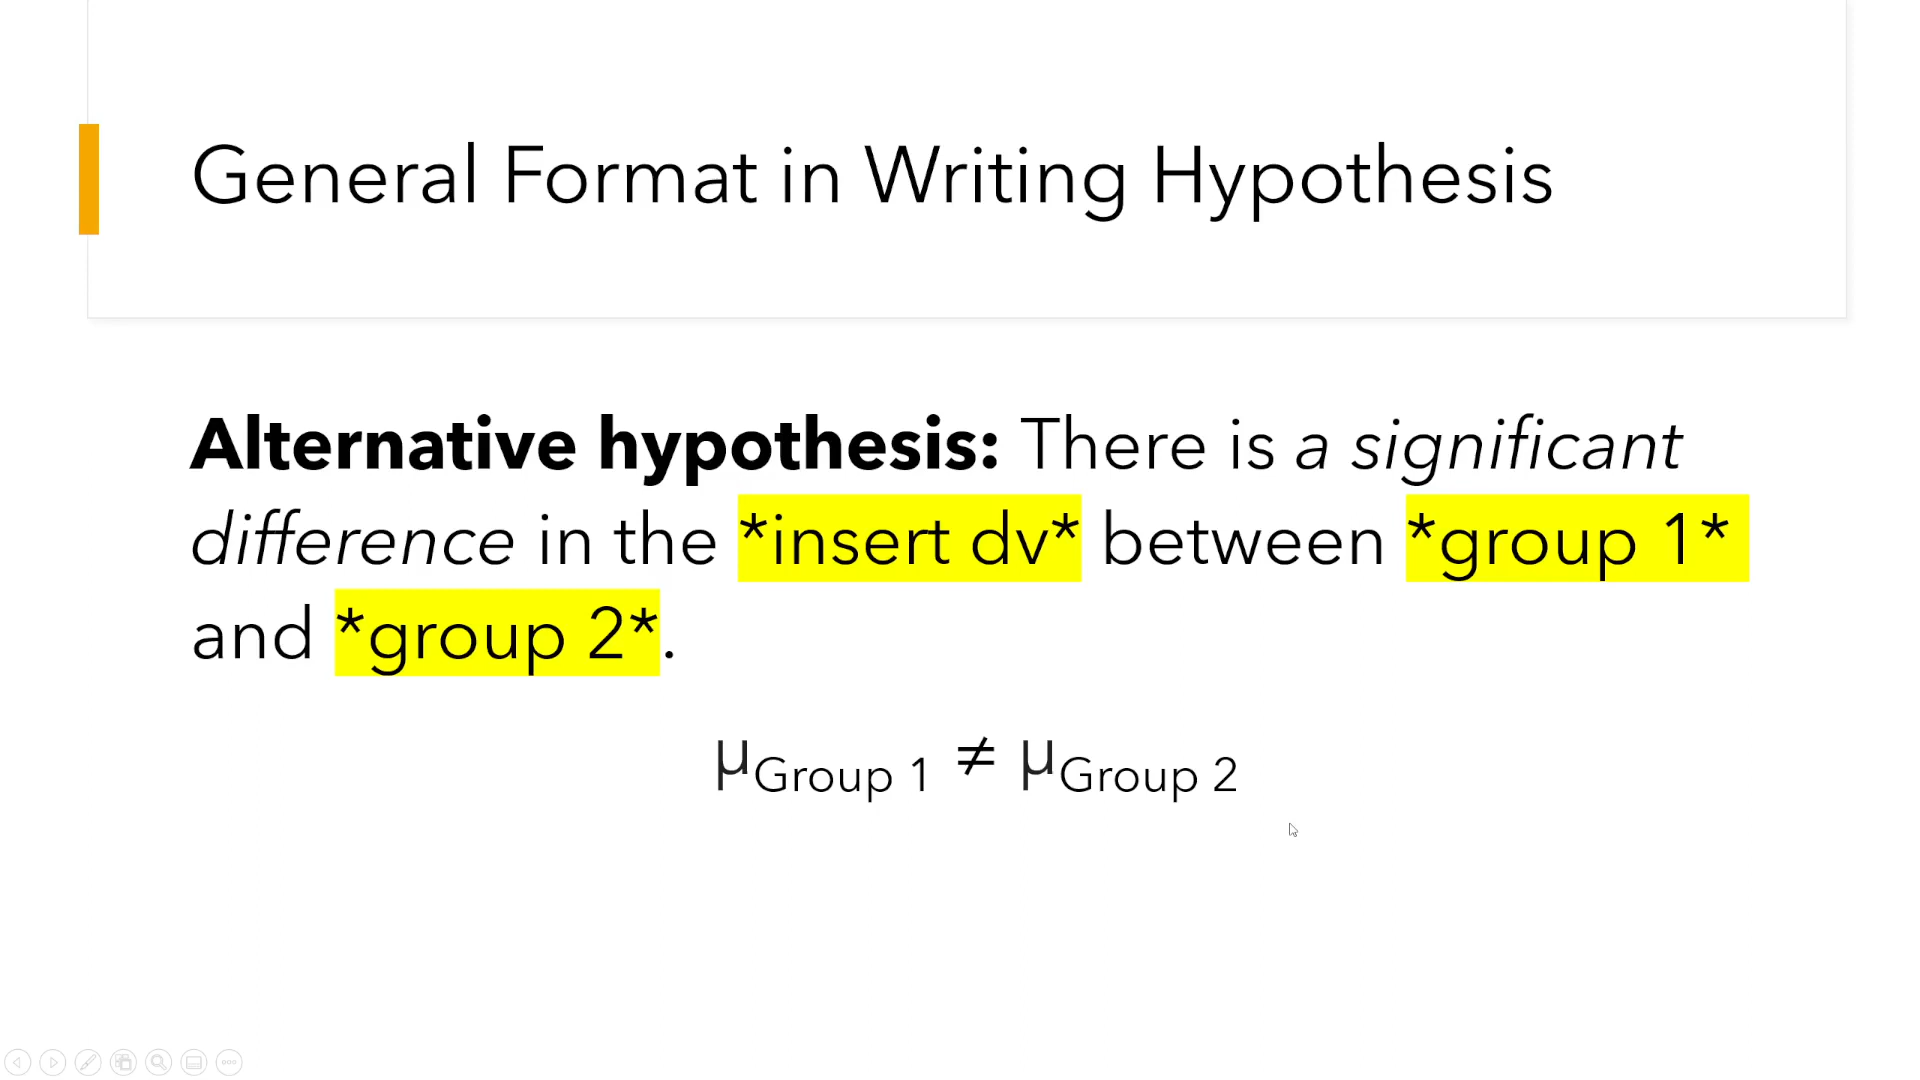 General Format in Writing Hypothesis
Alternative hypothesis: There is a significant
difference in the *insert dv* between *group 1*
and *group 2*.
μGroup 1 ≠ μGroup 2